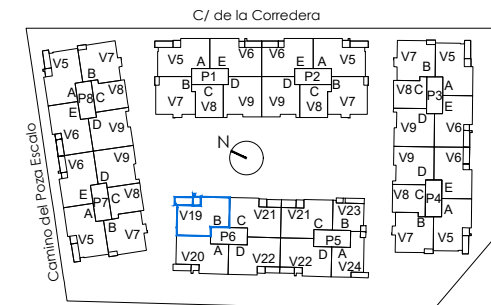 C/ de la Corredera
V5 A V6 V6 E V5
P1 P2
B E A B
V7 C V8 D V9 V9 D C V8 V7
V5 B V7
A P8 C V8
E D
V6 V9
V6 D V9
E P7 C V8
A B
V5 V7
V7 B V5
A
V8 C P3
E
V9 D V6
V9 D V6
E
V8 C P4
A
V7 B V5
N
Camino del Poza Escalo
V19 B C V21 V21 C B V23
P6 P5
V20 A D V22 V22 D A V24